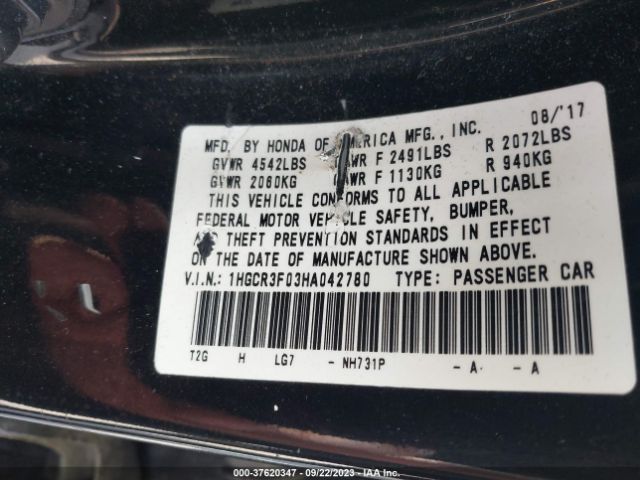 08/'17
MFD. BY HONDA OF AMERICA MFG., INC.
GVWR 4542LBS GAWR F 2491LBS R 2072LBS
GVWR 2060KG GAWR F 1130KG R 940KG
THIS VEHICLE CONFORMS TO ALL APPLICABLE
FEDERAL MOTOR VEHICLE SAFETY, BUMPER,
THEFT PREVENTION STANDARDS IN EFFECT
ON THE DATE OF MANUFACTURE SHOWN ABOVE.
V.I.N.: 1HGCR3F03HA042780 TYPE: PASSENGER CAR
T2G H LG7 - NH731P - A - A
© - 37620347 - 09/22/2023 - IAA Inc.